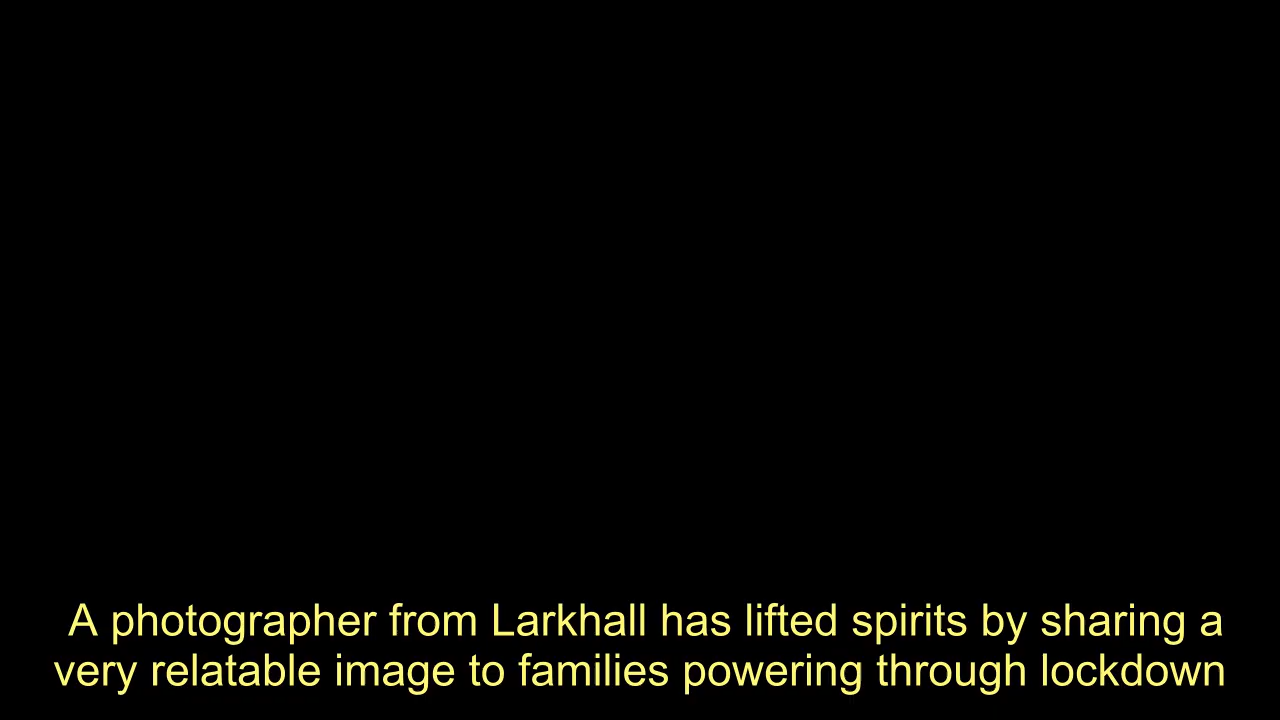 A photographer from Larkhall has lifted spirits by sharing a
very relatable image to families powering through lockdown